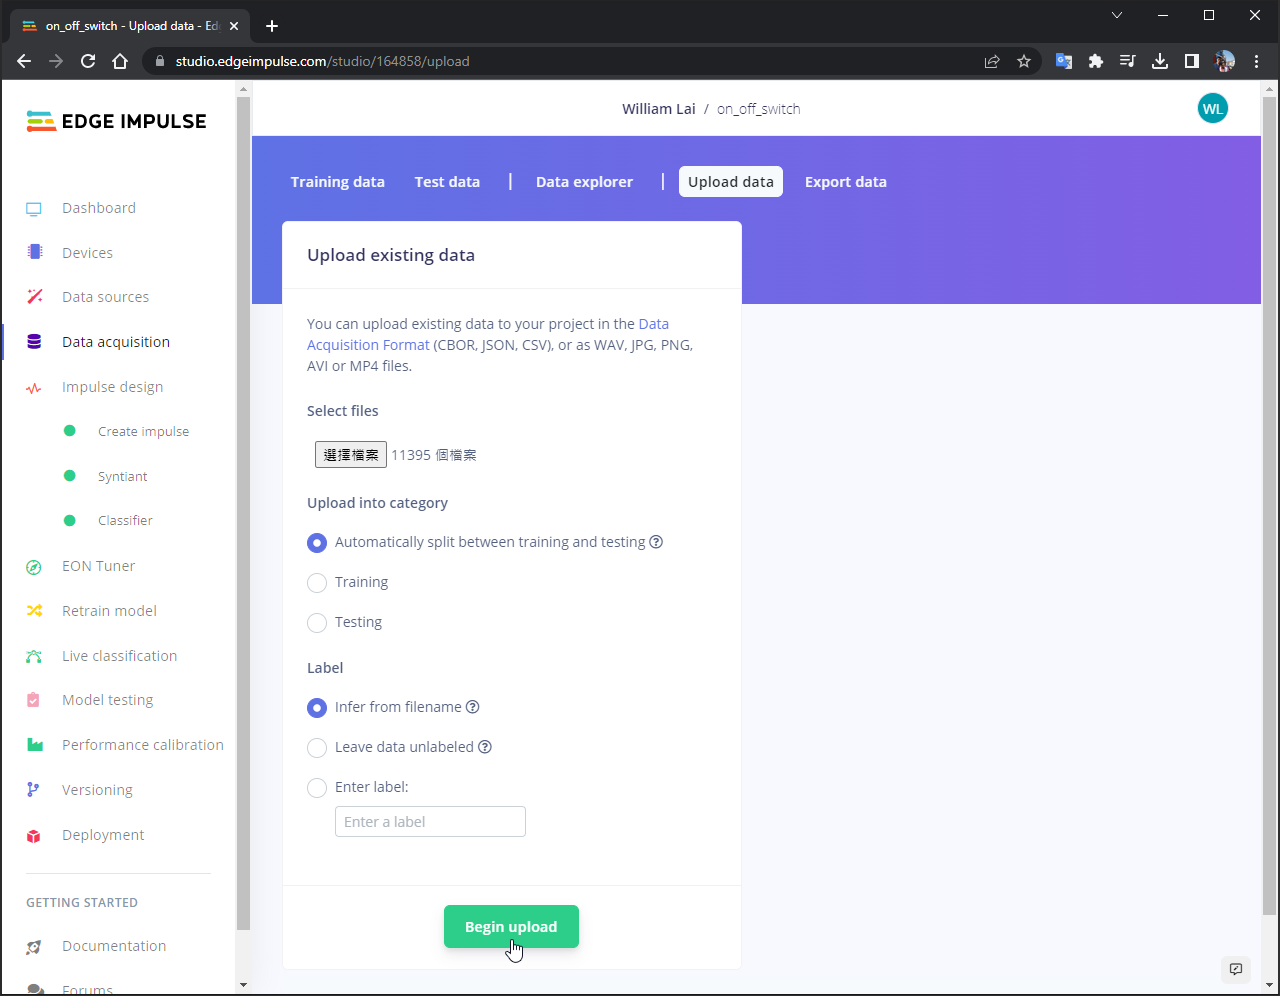 on_off_switch - Upload data - Ed
studio.edgeimpulse.com/studio/164858/upload
EDGE IMPULSE
William Lai / on_off_switch
WL
Training data
Test data
|
Data explorer
|
Upload data
Export data
Dashboard
Devices
Data sources
Data acquisition
Impulse design
Create impulse
Syntiant
Classifier
EON Tuner
Retrain model
Live classification
Model testing
Performance calibration
Versioning
Deployment
GETTING STARTED
Documentation
Forums
Upload existing data
You can upload existing data to your project in the Data
Acquisition Format (CBOR, JSON, CSV), or as WAV, JPG, PNG,
AVI or MP4 files.
Select files
選擇檔案 11395 個檔案
Upload into category
Automatically split between training and testing
Training
Testing
Label
Infer from filename
Leave data unlabeled
Enter label:
Enter a label
Begin upload